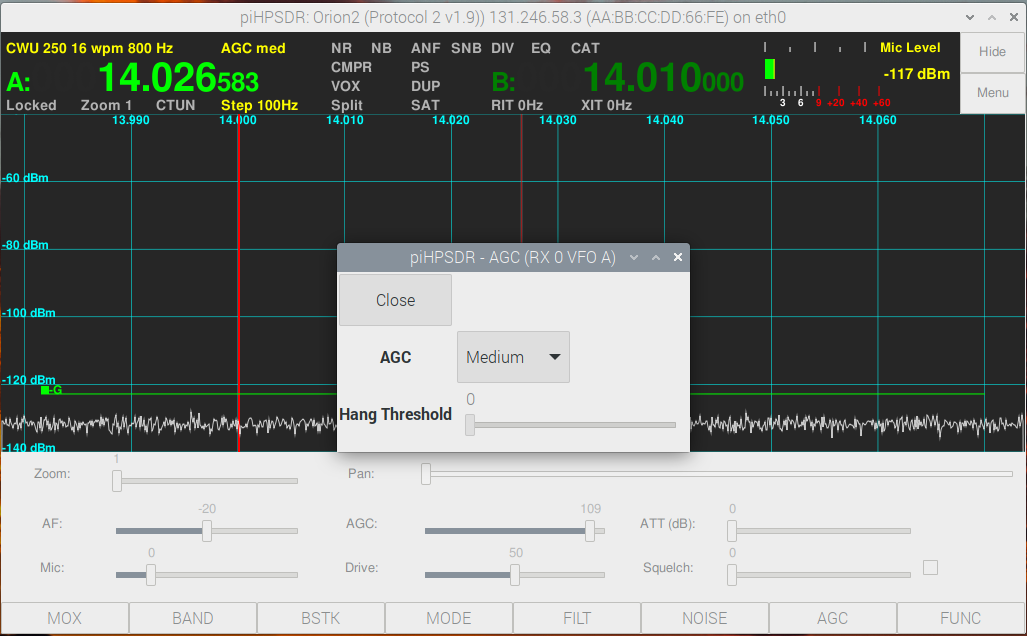 piHPSDR: Orion2 (Protocol 2 v1.9)) 131.246.58.3 (AA:BB:CC:DD:66:FE) on eth0
CWU 250 16 wpm 800 Hz AGC med NR NB ANF SNB DIV EQ CAT Mic Level Hide
A: 14.026583 CMPR PS B: 14.010000 -117 dBm
VOX DUP Menu
Locked Zoom 1 CTUN Step 100Hz Split SAT RIT 0Hz XIT 0Hz 3 6 9 +20 +40 +60
13.990 14.000 14.010 14.020 14.030 14.040 14.050 14.060
-60 dBm
-80 dBm
piHPSDR - AGC (RX 0 VFO A)
Close
-100 dBm
AGC Medium
-120 dBm
-G
0
Hang Threshold
-140 dBm
1
Zoom: Pan:
-20 109 0
AF: AGC: ATT (dB):
0 50 0
Mic: Drive: Squelch:
MOX BAND BSTK MODE FILT NOISE AGC FUNC